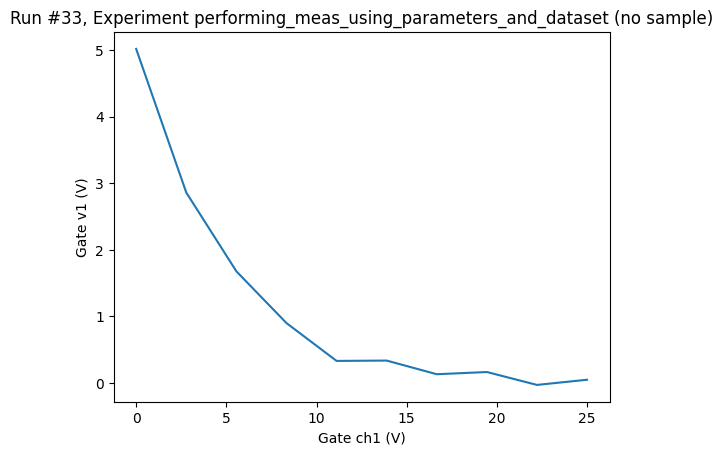 Run #33, Experiment performing_meas_using_parameters_and_dataset (no sample)
5
4
3
2
1
0
Gate v1 (V)
0 5 10 15 20 25
Gate ch1 (V)